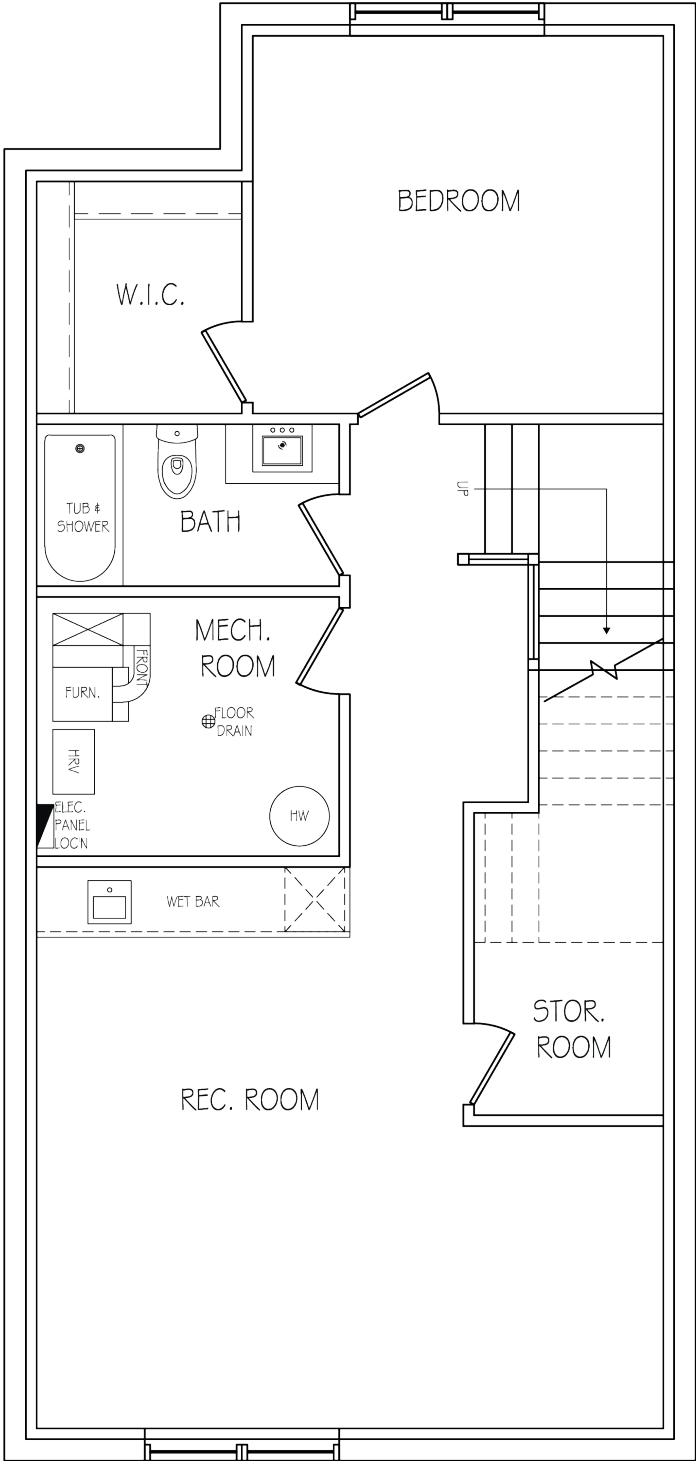 BEDROOM
W.I.C.
UP
TUB &
SHOWER
BATH
MECH.
ROOM
FRONT
FURN.
FLOOR
DRAIN
HRV
ELEC.
PANEL
LOC'N
HW
WET BAR
STOR.
ROOM
REC. ROOM